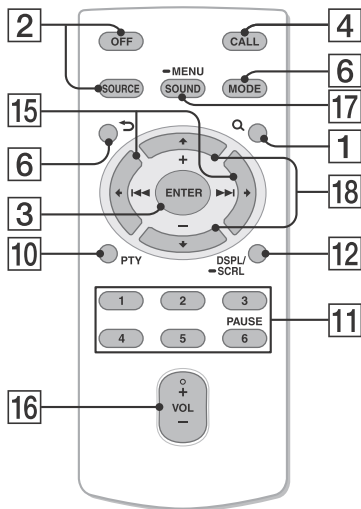 2 4
OFF CALL
–MENU 6
SOURCE SOUND MODE
15 17
6 1
+
ENTER 18
3
–
10 PTY DSPL/ 12
–SCRL
1 2 3
11
PAUSE
4 5 6
+
16 VOL
–